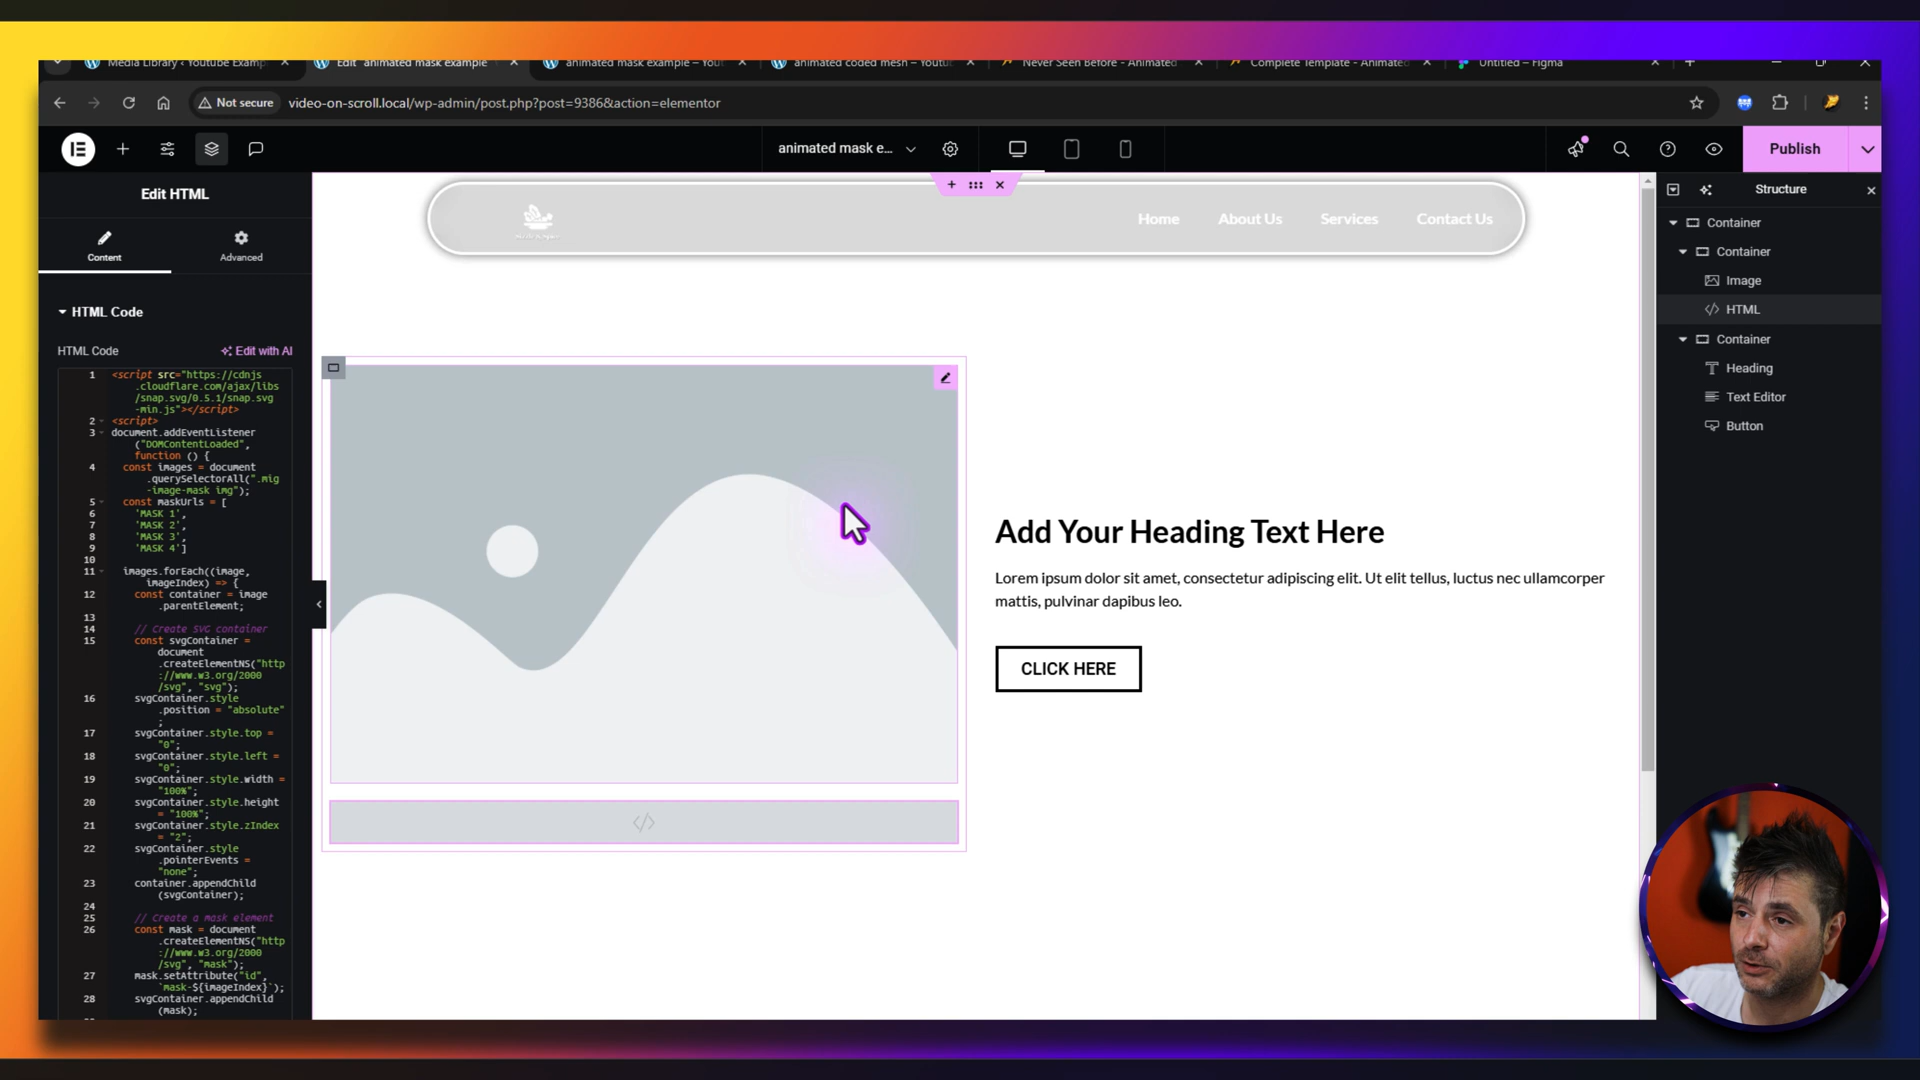 Media Library ‹ Youtube Examp
Edit "animated mask example
animated mask example – You
animated coded mesh – Youtu
Never Seen Before - Animated
Complete Template - Animated
Untitled – Figma
Not secure
video-on-scroll.local/wp-admin/post.php?post=9386&action=elementor
animated mask e...
Publish
Edit HTML
Content
Advanced
HTML Code
HTML Code
Edit with AI
1 <script src="https://cdnjs
.cloudflare.com/ajax/libs
/snap.svg/0.5.1/snap.svg
-min.js"></script>
2 <script>
3 document.addEventListener
("DOMContentLoaded",
function () {
4 const images = document
.querySelectorAll(".mig
-image-mask img");
5 const maskUrls = [
6 'MASK 1',
7 'MASK 2',
8 'MASK 3',
9 'MASK 4']
10
11 images.forEach((image,
imageIndex) => {
12 const container = image
.parentElement;
13
14 // Create SVG container
15 const svgContainer =
document
.createElementNS("http
://www.w3.org/2000
/svg", "svg");
16 svgContainer.style
.position = "absolute"
;
17 svgContainer.style.top =
"0";
18 svgContainer.style.left =
"0";
19 svgContainer.style.width =
"100%";
20 svgContainer.style.height
= "100%";
21 svgContainer.style.zIndex
= "2";
22 svgContainer.style
.pointerEvents =
"none";
23 container.appendChild
(svgContainer);
24
25 // Create a mask element
26 const mask = document
.createElementNS("http
://www.w3.org/2000
/svg", "mask");
27 mask.setAttribute("id",
`mask-${imageIndex}`);
28 svgContainer.appendChild
(mask);
Home
About Us
Services
Contact Us
Add Your Heading Text Here
Lorem ipsum dolor sit amet, consectetur adipiscing elit. Ut elit tellus, luctus nec ullamcorper
mattis, pulvinar dapibus leo.
CLICK HERE
Structure
Container
Container
Image
HTML
Container
Heading
Text Editor
Button